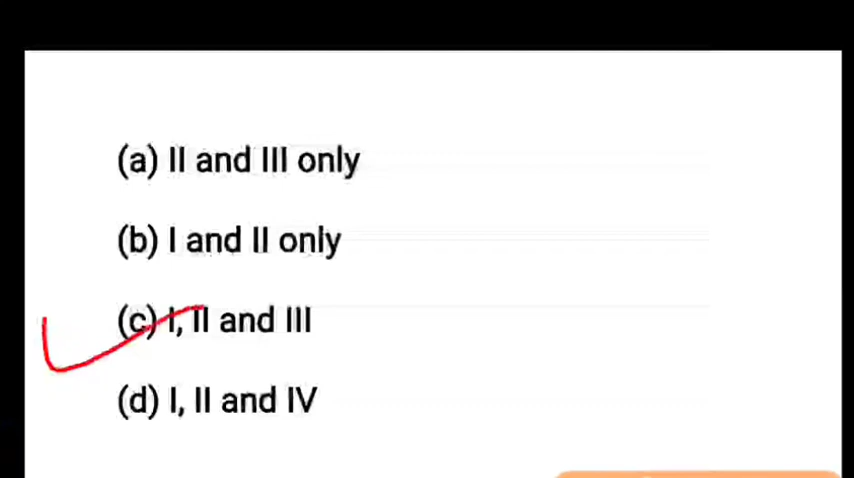 (a) II and III only
(b) I and II only
(c) I, II and III
(d) I, II and IV